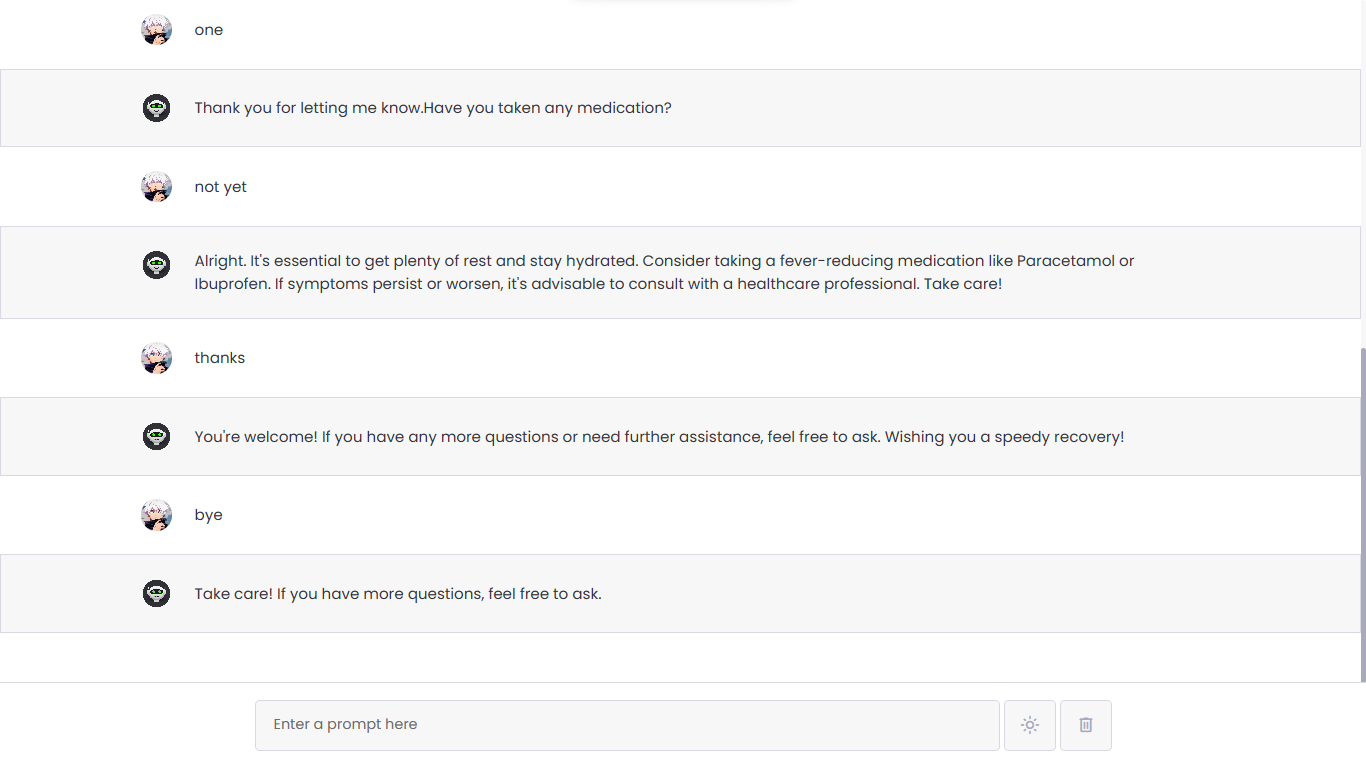 one
Thank you for letting me know.Have you taken any medication?
not yet
Alright. It's essential to get plenty of rest and stay hydrated. Consider taking a fever-reducing medication like Paracetamol or
Ibuprofen. If symptoms persist or worsen, it's advisable to consult with a healthcare professional. Take care!
thanks
You're welcome! If you have any more questions or need further assistance, feel free to ask. Wishing you a speedy recovery!
bye
Take care! If you have more questions, feel free to ask.
Enter a prompt here